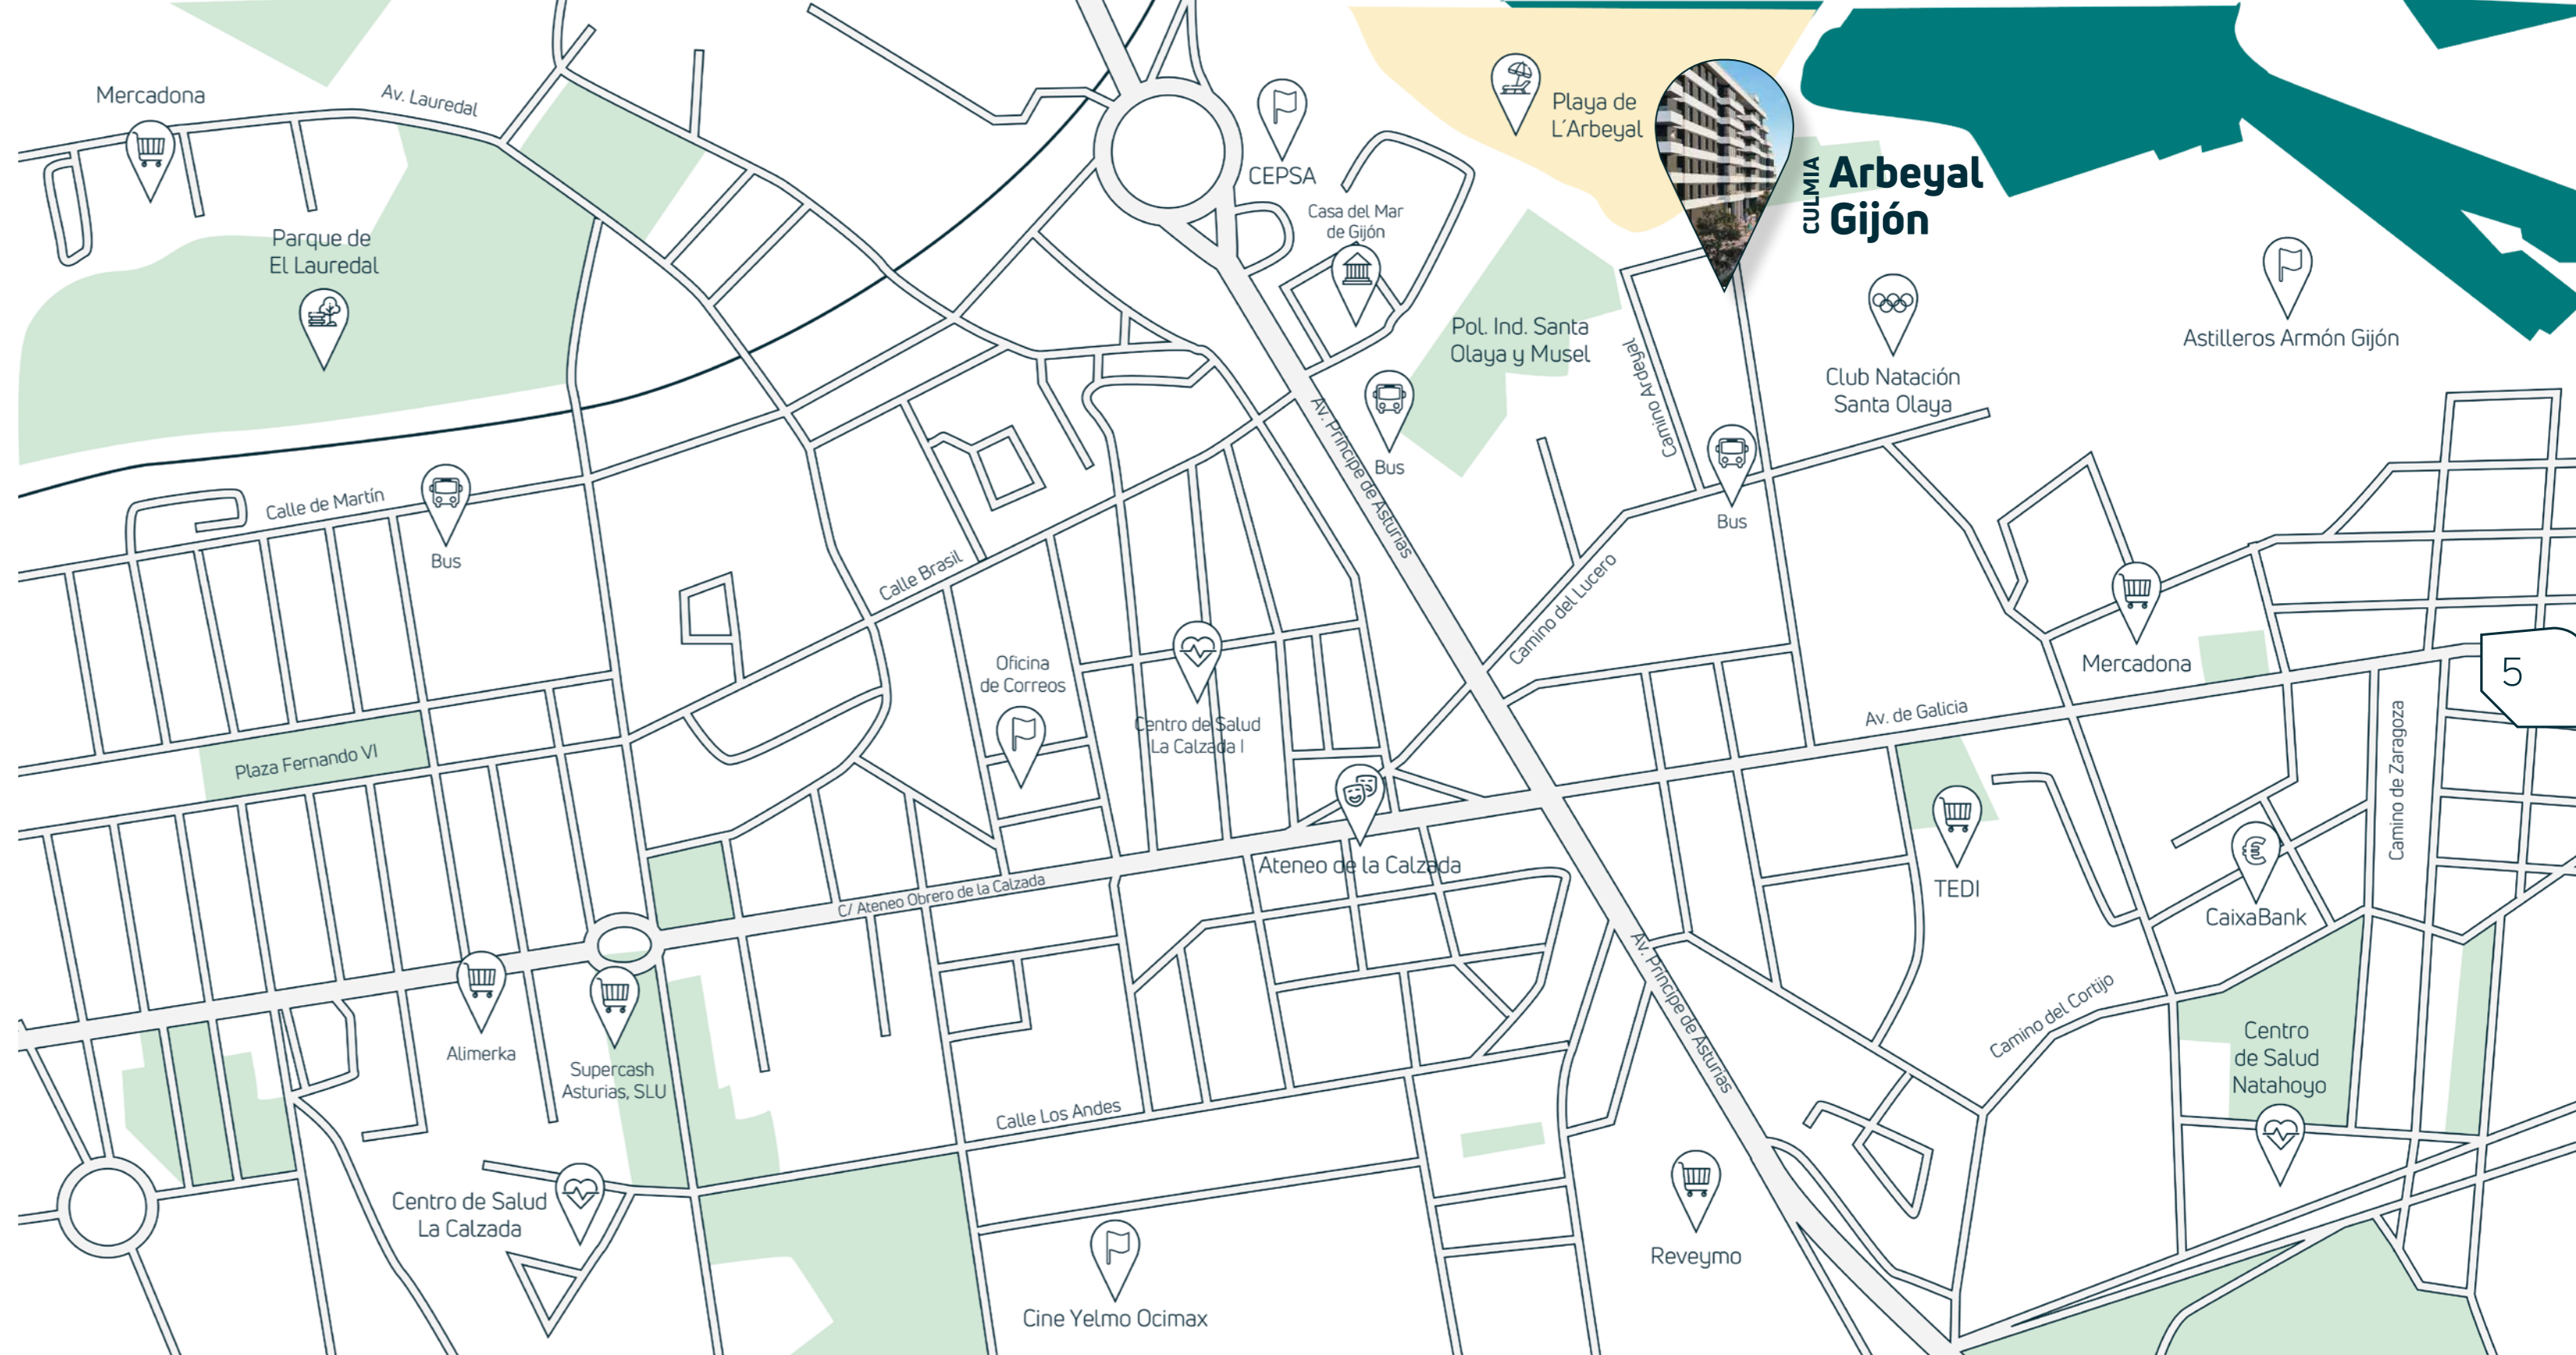 Mercadona
Av. Lauredal
Parque de
El Lauredal
CEPSA
Casa del Mar
de Gijón
Playa de
L´Arbeyal
CULMIA
Arbeyal
Gijón
Pol. Ind. Santa
Olaya y Musel
Camino Ardeyal
Club Natación
Santa Olaya
Astilleros Armón Gijón
Bus
Av. Príncipe de Asturias
Bus
Calle de Martín
Bus
Calle Brasil
Camino del Lucero
Oficina
de Correos
Centro de Salud
La Calzada I
Mercadona
5
Av. de Galicia
Camino de Zaragoza
Plaza Fernando VI
Ateneo de la Calzada
C/ Ateneo Obrero de la Calzada
TEDI
CaixaBank
Av. Príncipe de Asturias
Camino del Cortijo
Centro
de Salud
Natahoyo
Alimerka
Supercash
Asturias, SLU
Calle Los Andes
Centro de Salud
La Calzada
Reveymo
Cine Yelmo Ocimax